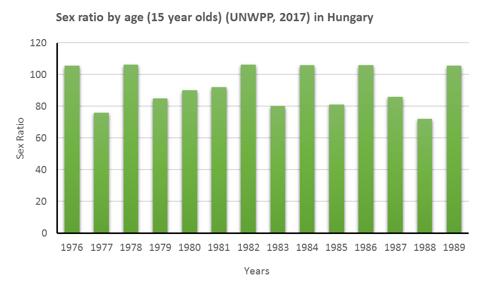 Sex ratio by age (15 year olds) (UNWPP, 2017) in Hungary
120
100
80
60
40
20
0
Sex Ratio
1976 1977 1978 1979 1980 1981 1982 1983 1984 1985 1986 1987 1988 1989
Years